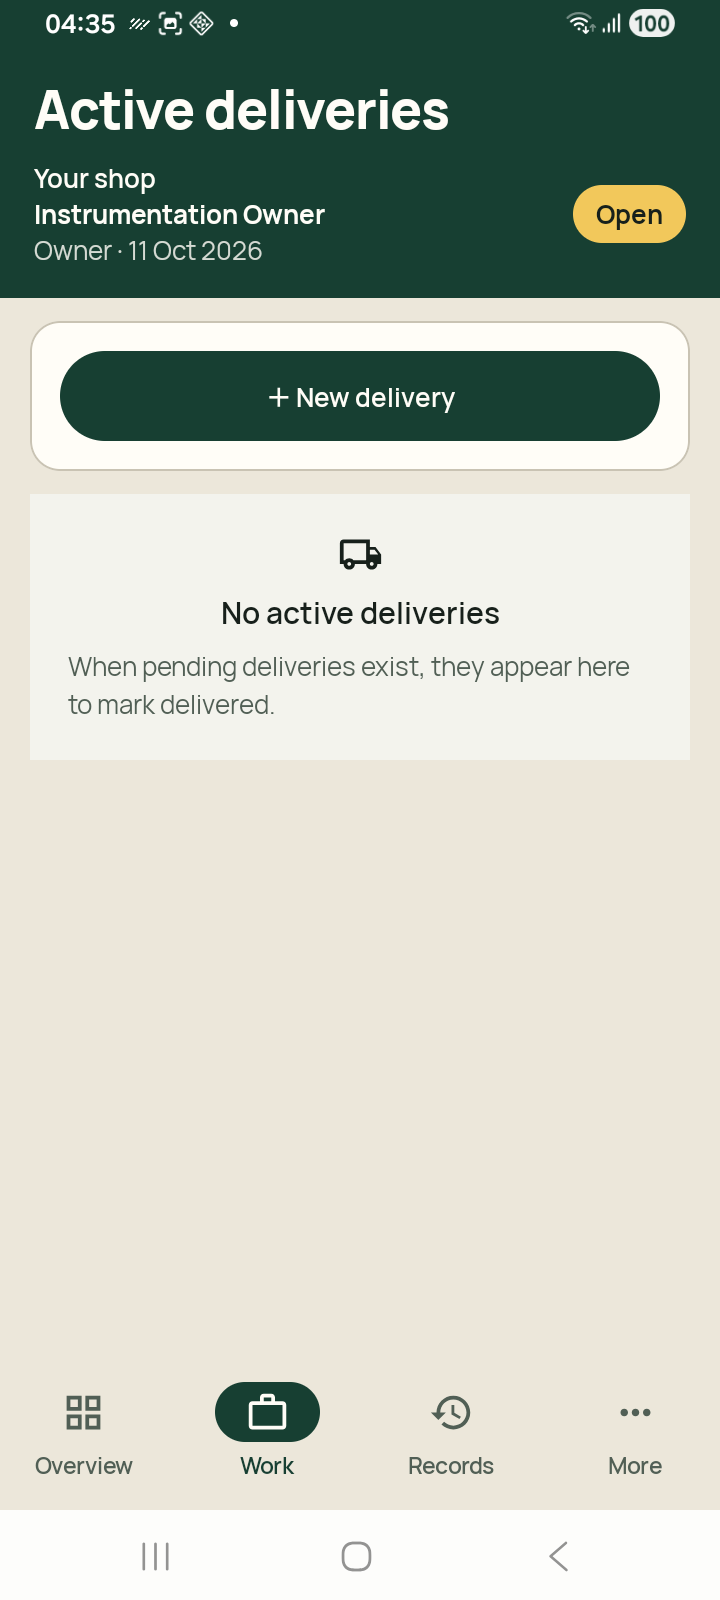 04:35
100
Active deliveries
Your shop
Instrumentation Owner
Owner · 11 Oct 2026
Open
+ New delivery
No active deliveries
When pending deliveries exist, they appear here
to mark delivered.
Overview
Work
Records
More